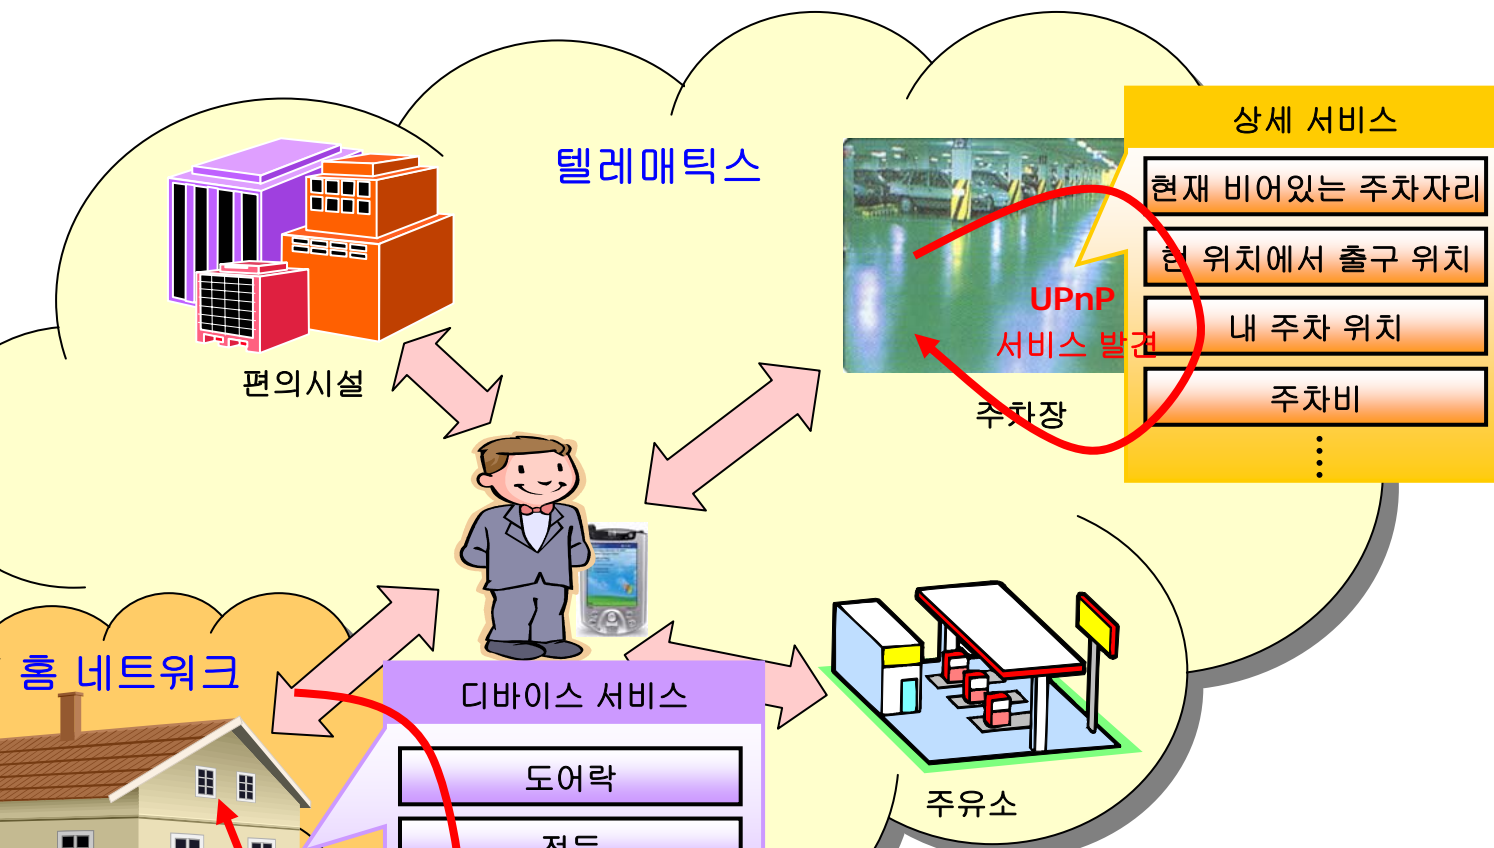 텔레매틱스
상세 서비스
현재 비어있는 주차자리
현 위치에서 출구 위치
내 주차 위치
주차비
UPnP
서비스 발견
편의시설
주차장
홈 네트워크
디바이스 서비스
도어락
주유소